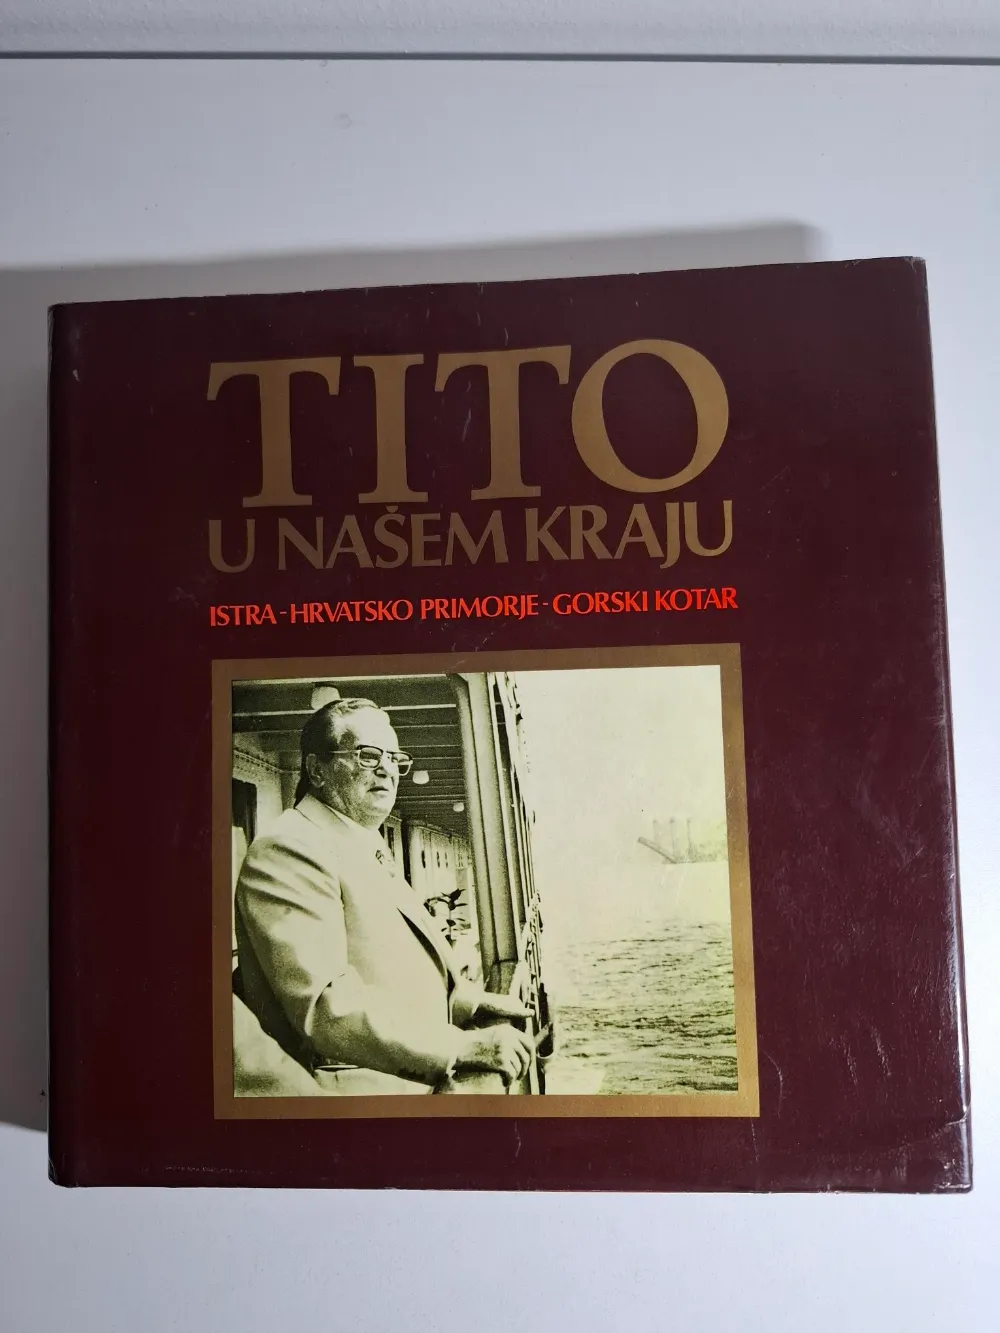 TITO
U NAŠEM KRAJU
ISTRA-HRVATSKO PRIMORJE-GORSKI KOTAR